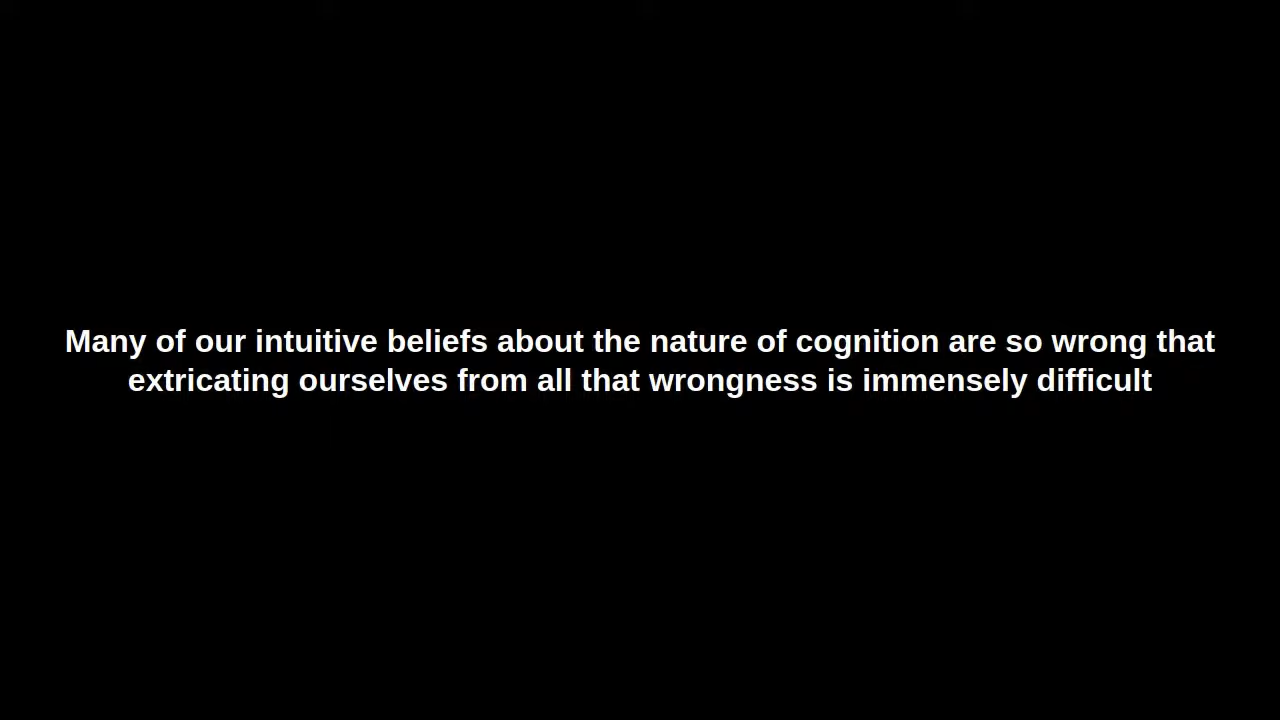 Many of our intuitive beliefs about the nature of cognition are so wrong that
extricating ourselves from all that wrongness is immensely difficult